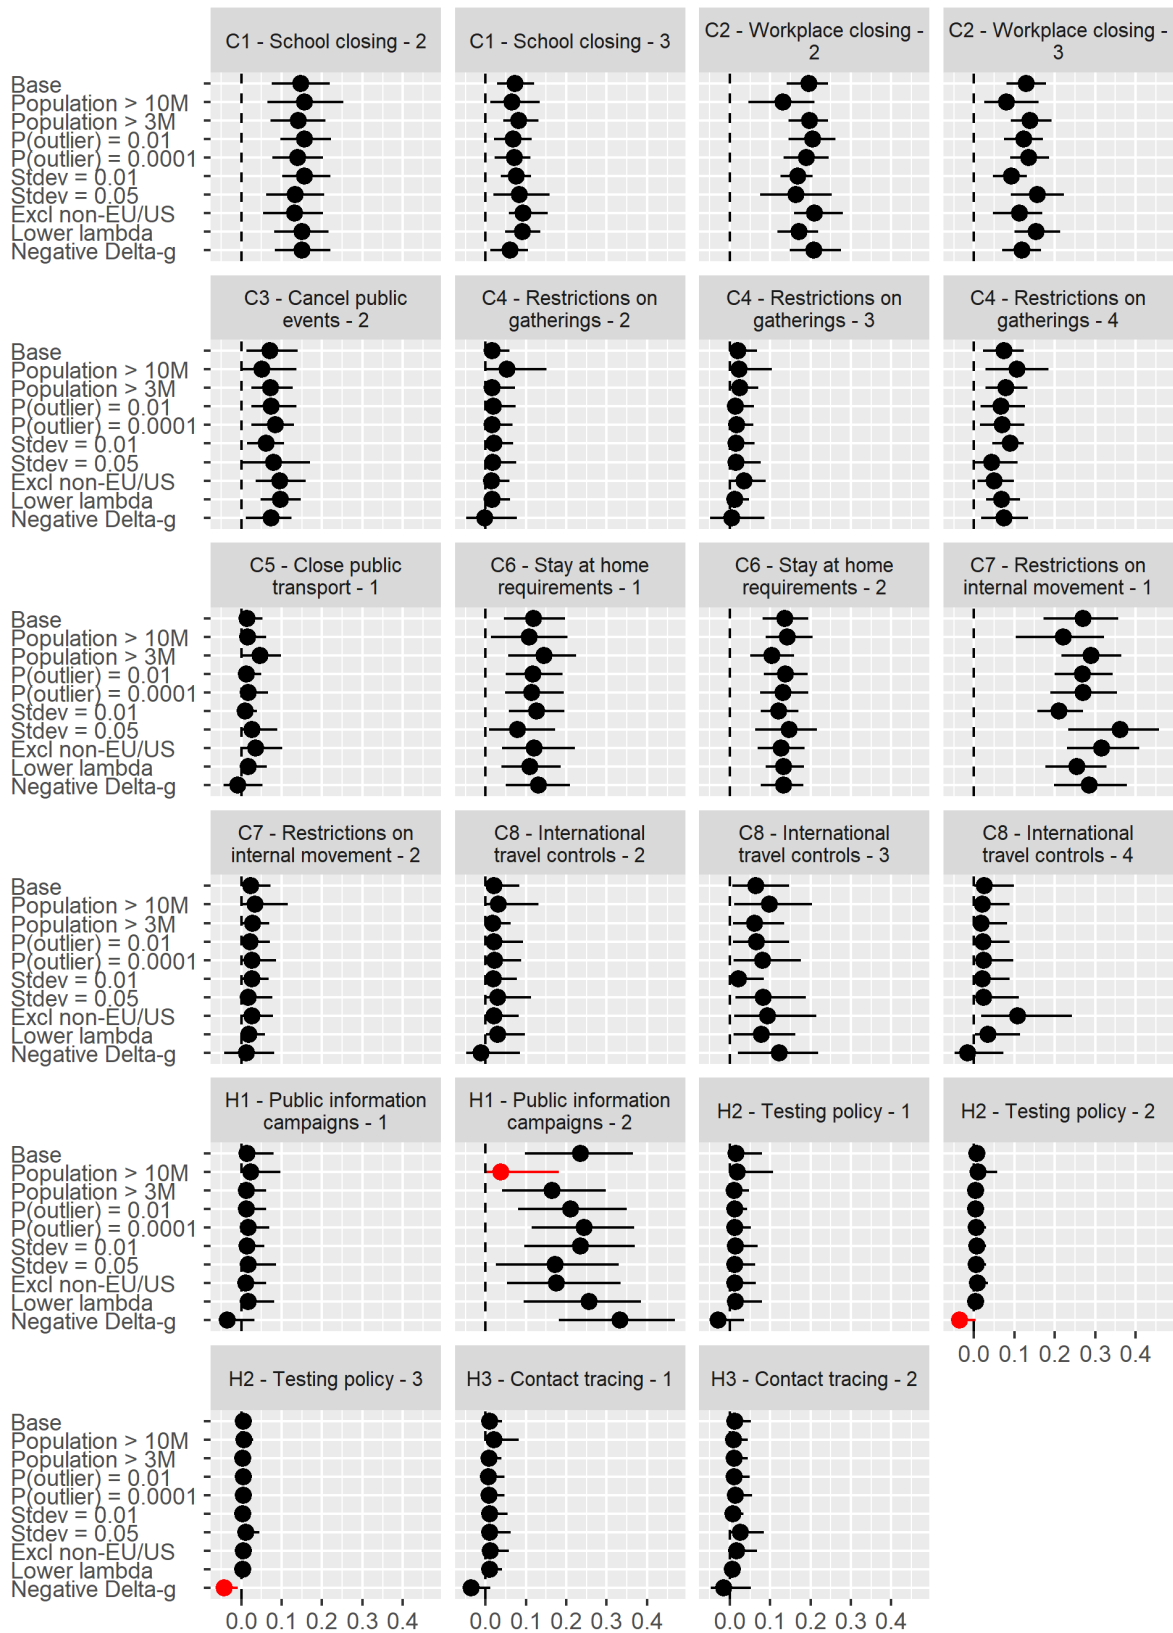 C1 - School closing - 2
C1 - School closing - 3
C2 - Workplace closing -
2
C2 - Workplace closing -
3
Base
Population > 10M
Population > 3M
P(outlier) = 0.01
P(outlier) = 0.0001
Stdev = 0.01
Stdev = 0.05
Excl non-EU/US
Lower lambda
Negative Delta-g
C3 - Cancel public
events - 2
C4 - Restrictions on
gatherings - 2
C4 - Restrictions on
gatherings - 3
C4 - Restrictions on
gatherings - 4
Base
Population > 10M
Population > 3M
P(outlier) = 0.01
P(outlier) = 0.0001
Stdev = 0.01
Stdev = 0.05
Excl non-EU/US
Lower lambda
Negative Delta-g
C5 - Close public
transport - 1
C6 - Stay at home
requirements - 1
C6 - Stay at home
requirements - 2
C7 - Restrictions on
internal movement - 1
Base
Population > 10M
Population > 3M
P(outlier) = 0.01
P(outlier) = 0.0001
Stdev = 0.01
Stdev = 0.05
Excl non-EU/US
Lower lambda
Negative Delta-g
C7 - Restrictions on
internal movement - 2
C8 - International
travel controls - 2
C8 - International
travel controls - 3
C8 - International
travel controls - 4
Base
Population > 10M
Population > 3M
P(outlier) = 0.01
P(outlier) = 0.0001
Stdev = 0.01
Stdev = 0.05
Excl non-EU/US
Lower lambda
Negative Delta-g
H1 - Public information
campaigns - 1
H1 - Public information
campaigns - 2
H2 - Testing policy - 1
H2 - Testing policy - 2
Base
Population > 10M
Population > 3M
P(outlier) = 0.01
P(outlier) = 0.0001
Stdev = 0.01
Stdev = 0.05
Excl non-EU/US
Lower lambda
Negative Delta-g
0.0 0.1 0.2 0.3 0.4
H2 - Testing policy - 3
H3 - Contact tracing - 1
H3 - Contact tracing - 2
Base
Population > 10M
Population > 3M
P(outlier) = 0.01
P(outlier) = 0.0001
Stdev = 0.01
Stdev = 0.05
Excl non-EU/US
Lower lambda
Negative Delta-g
0.0 0.1 0.2 0.3 0.4
0.0 0.1 0.2 0.3 0.4
0.0 0.1 0.2 0.3 0.4